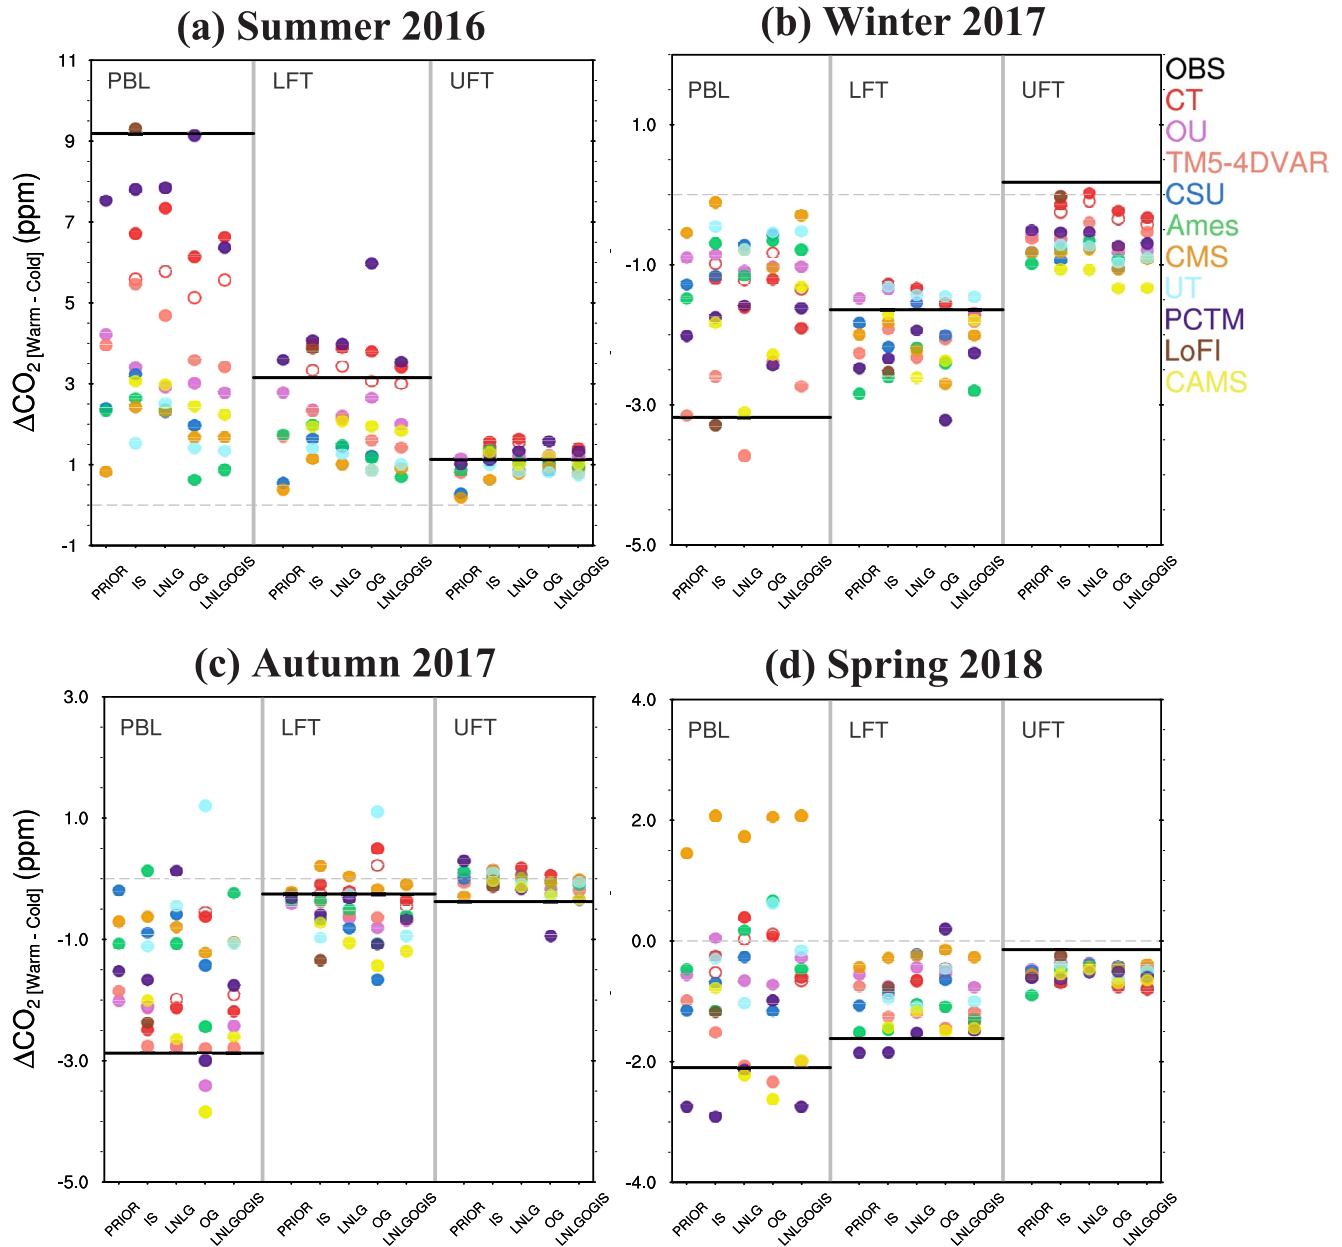 (a) Summer 2016
(b) Winter 2017
PBL
LFT
UFT
11
9
7
5
3
1
-1
ΔCO2 [Warm - Cold] (ppm)
PRIOR
IS
LNLG
OG
LNLGOGIS
PRIOR
IS
LNLG
OG
LNLGOGIS
PRIOR
IS
LNLG
OG
LNLGOGIS
PBL
LFT
UFT
1.0
-1.0
-3.0
-5.0
PRIOR
IS
LNLG
OG
LNLGOGIS
PRIOR
IS
LNLG
OG
LNLGOGIS
PRIOR
IS
LNLG
OG
LNLGOGIS
OBS
CT
OU
TM5-4DVAR
CSU
Ames
CMS
UT
PCTM
LoFI
CAMS
(c) Autumn 2017
(d) Spring 2018
PBL
LFT
UFT
3.0
1.0
-1.0
-3.0
-5.0
ΔCO2 [Warm - Cold] (ppm)
PRIOR
IS
LNLG
OG
LNLGOGIS
PRIOR
IS
LNLG
OG
LNLGOGIS
PRIOR
IS
LNLG
OG
LNLGOGIS
PBL
LFT
UFT
4.0
2.0
0.0
-2.0
-4.0
PRIOR
IS
LNLG
OG
LNLGOGIS
PRIOR
IS
LNLG
OG
LNLGOGIS
PRIOR
IS
LNLG
OG
LNLGOGIS